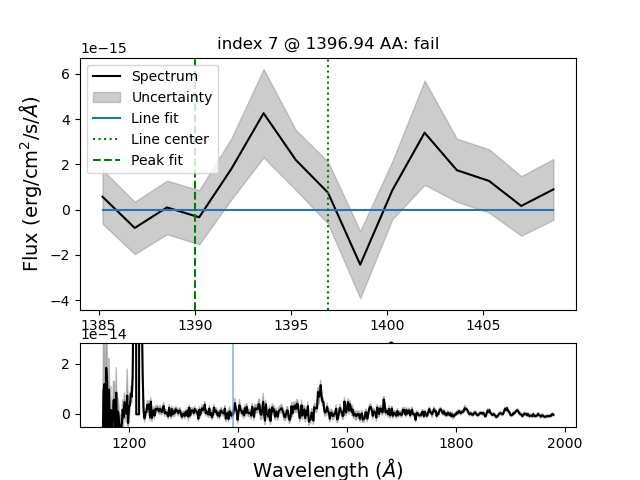 index 7 @ 1396.94 AA: fail
1e−15
Spectrum
Uncertainty
Line fit
Line center
Peak fit
6
4
2
0
−2
−4
Flux (erg/cm²/s/Å)
1385 1390 1395 1400 1405
1e−14
2
0
1200 1400 1600 1800 2000
Wavelength (Å)